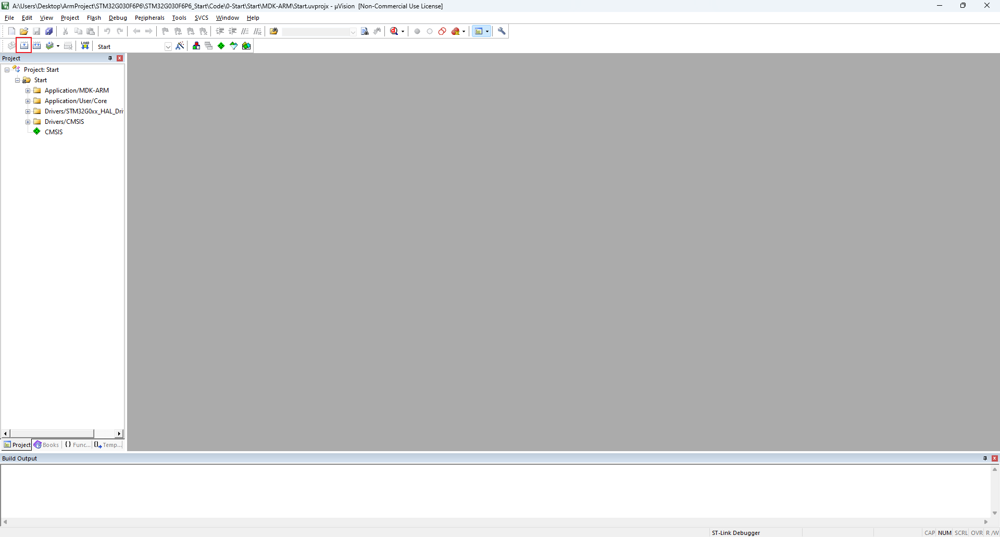 A:\Users\Desktop\ArmProject\STM32G030F6P6\STM32G030F6P6_Start\Code\0-Start\Start\MDK-ARM\Start.uvprojx - µVision  [Non-Commercial Use License]
File Edit View Project Flash Debug Peripherals Tools SVCS Window Help
LOAD Start
Project
Project: Start
Start
Application/MDK-ARM
Application/User/Core
Drivers/STM32G0xx_HAL_Dri
Drivers/CMSIS
CMSIS
Project Books {} Func... Temp...
Build Output
ST-Link Debugger CAP NUM SCRL OVR R/W